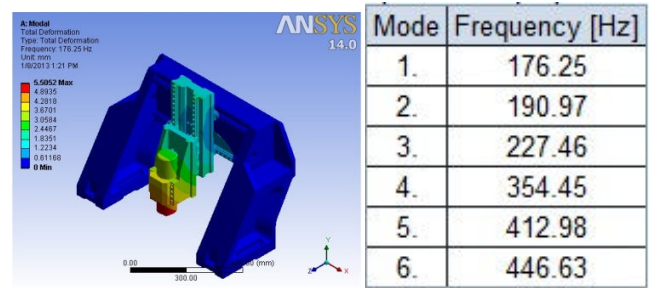 A: Modal
Total Deformation
Type: Total Deformation
Frequency: 176.25 Hz
Unit: mm
1/8/2013 1:21 PM
5.5052 Max
4.8935
4.2818
3.6701
3.0584
2.4467
1.8351
1.2234
0.61168
0 Min
ANSYS
14.0
0.00
(mm)
300.00
Y
Z
X
Mode Frequency [Hz]
1. 176.25
2. 190.97
3. 227.46
4. 354.45
5. 412.98
6. 446.63